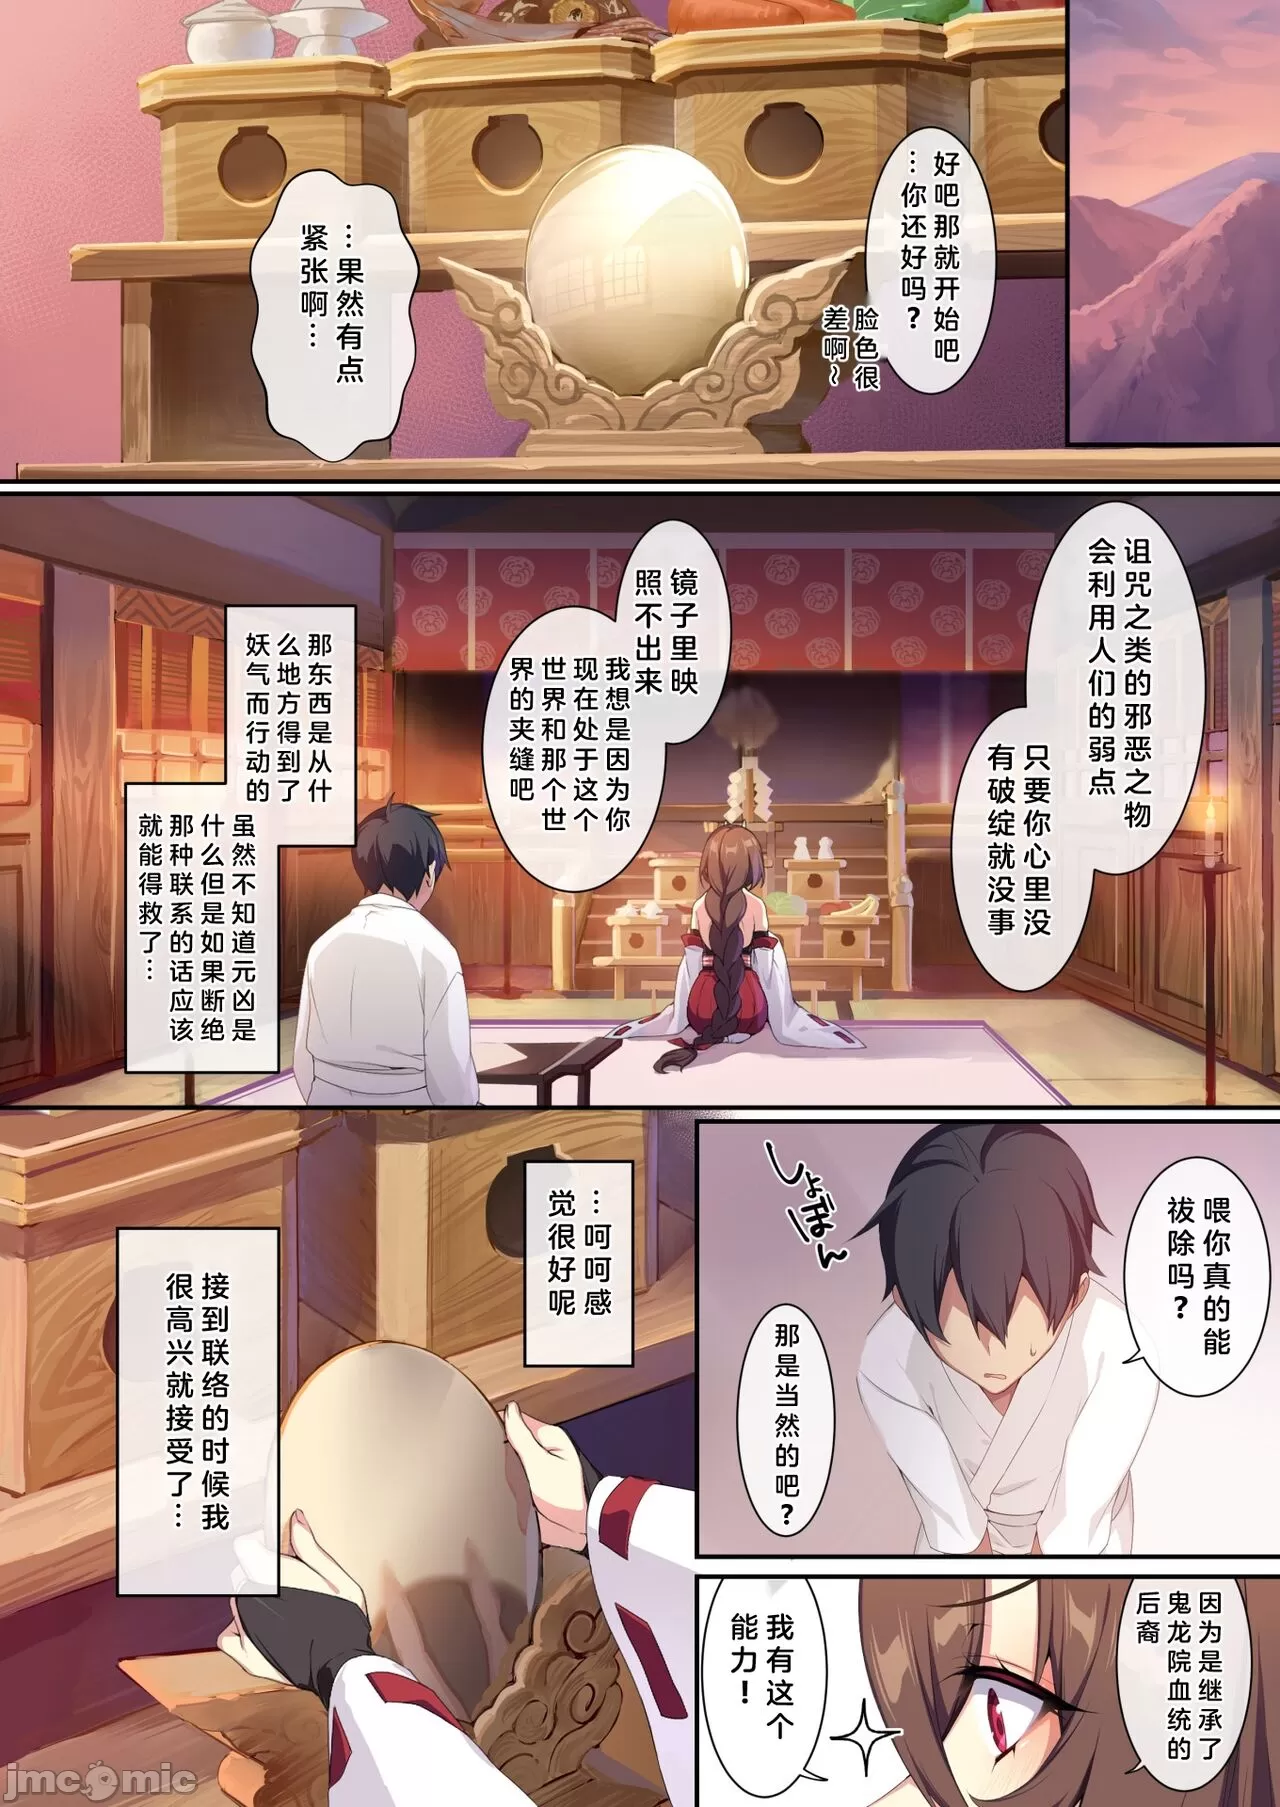 好吧那就开始吧
…你还好吗？
脸色很
差啊~
…果然有点
紧张啊…
诅咒之类的邪恶之物
会利用人们的弱点
只要你心里没
有破绽就没事
镜子里映
照不出来
我想是因为你
现在处于这个
世界和那个世
界的夹缝吧
那东西是从什
么地方得到了
妖气而行动的
虽然不知道元凶是
什么但是如果断绝
那种联系的话应该
就能得救了…
喂你真的能
祓除吗？
しょぼーん
那是当然的吧？
…呵呵感
觉很好呢
接到联络的时候我
很高兴就接受了…
因为是继承了
鬼龙院血统的
后裔
我有这个
能力！
jmcomic